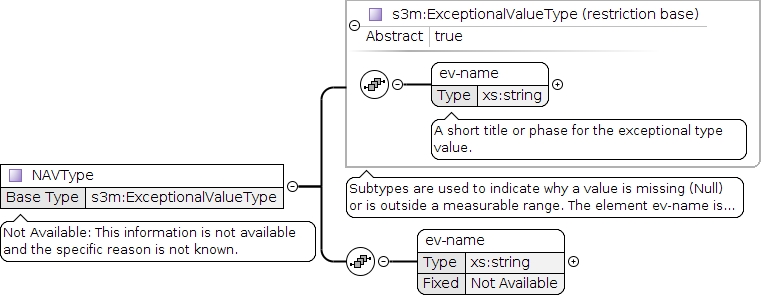 s3m:ExceptionalValueType (restriction base)
Abstract true
ev-name
Type xs:string
A short title or phase for the exceptional type
value.
NAVType
Base Type s3m:ExceptionalValueType
Not Available: This information is not available
and the specific reason is not known.
Subtypes are used to indicate why a value is missing (Null)
or is outside a measurable range. The element ev-name is...
ev-name
Type xs:string
Fixed Not Available